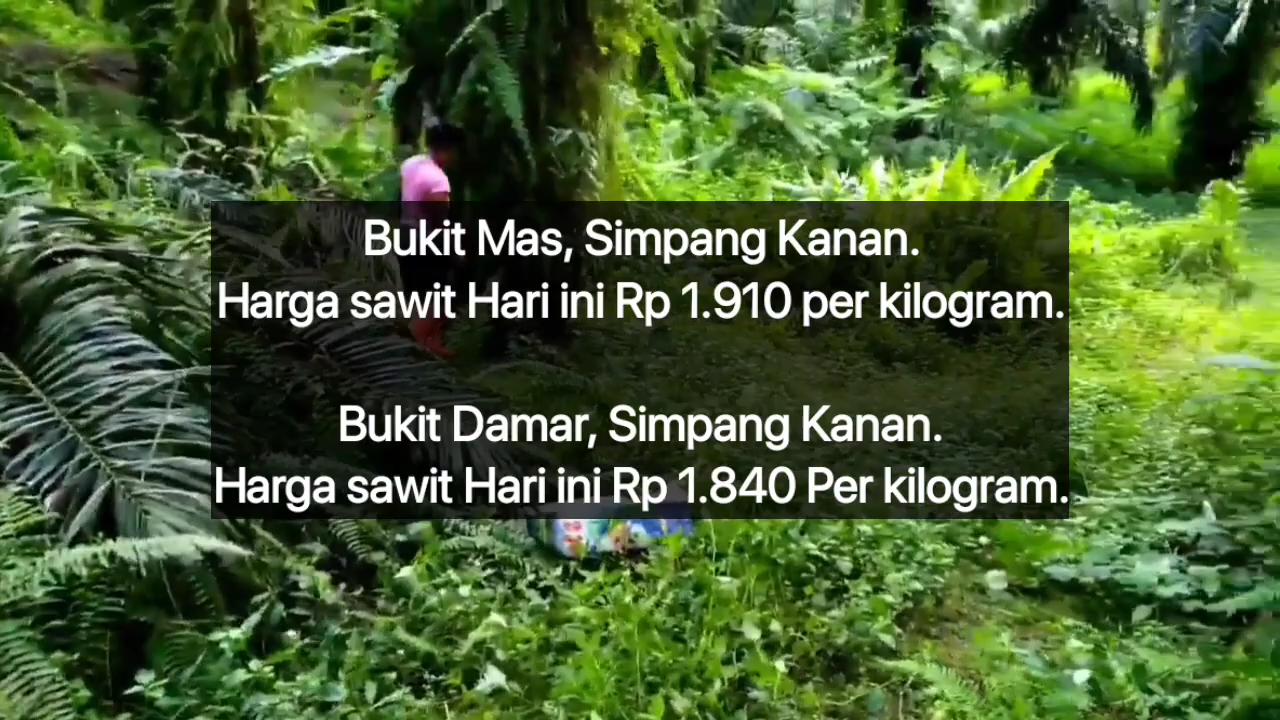 Bukit Mas, Simpang Kanan.
Harga sawit Hari ini Rp 1.910 per kilogram.
Bukit Damar, Simpang Kanan.
Harga sawit Hari ini Rp 1.840 Per kilogram.